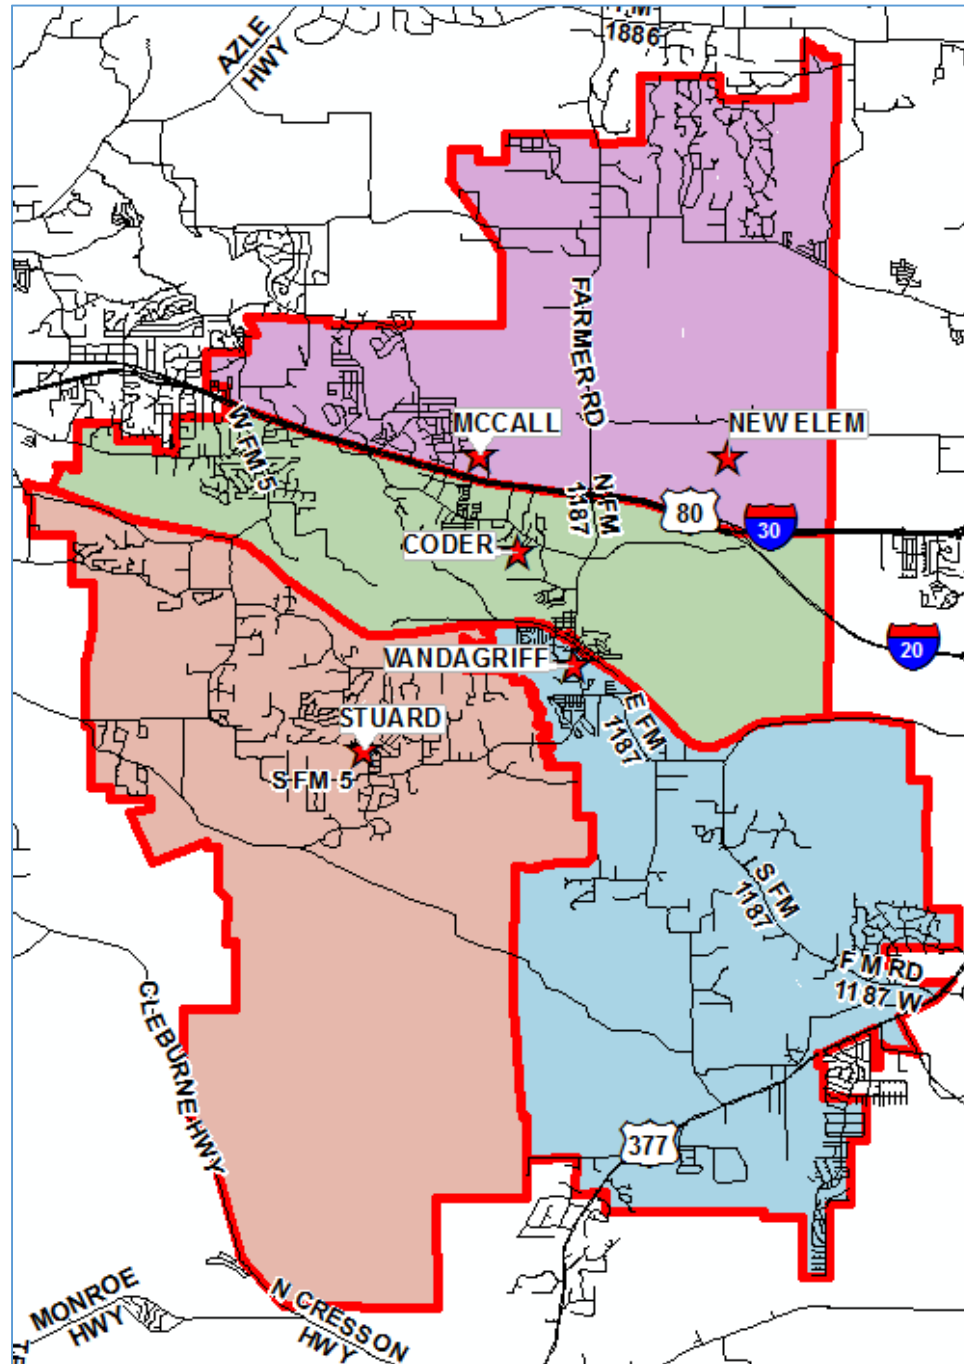 FM
1886
AZLE
HWY
FARMER RD
W FM 5
MCCALL
NEW ELEM
N FM
1187
80
30
CODER
20
VANDAGRIFF
E FM
1187
STUARD
S FM 5
S FM
1187
F M RD
1187 W
CLEBURNE HWY
377
N CRESSON
HWY
MONROE
HWY